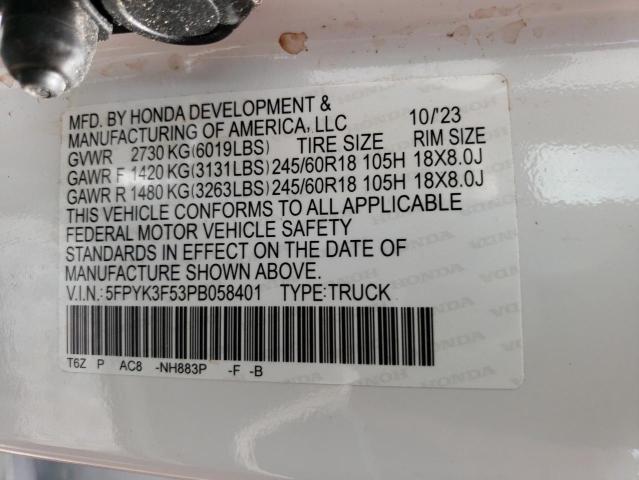 MFD. BY HONDA DEVELOPMENT &
MANUFACTURING OF AMERICA, LLC 10/'23
GVWR 2730 KG(6019LBS) TIRE SIZE RIM SIZE
GAWR F 1420 KG(3131LBS) 245/60R18 105H 18X8.0J
GAWR R 1480 KG(3263LBS) 245/60R18 105H 18X8.0J
THIS VEHICLE CONFORMS TO ALL APPLICABLE
FEDERAL MOTOR VEHICLE SAFETY
STANDARDS IN EFFECT ON THE DATE OF
MANUFACTURE SHOWN ABOVE.
V.I.N.: 5FPYK3F53PB058401 TYPE:TRUCK
T6Z P AC8 -NH883P -F -B